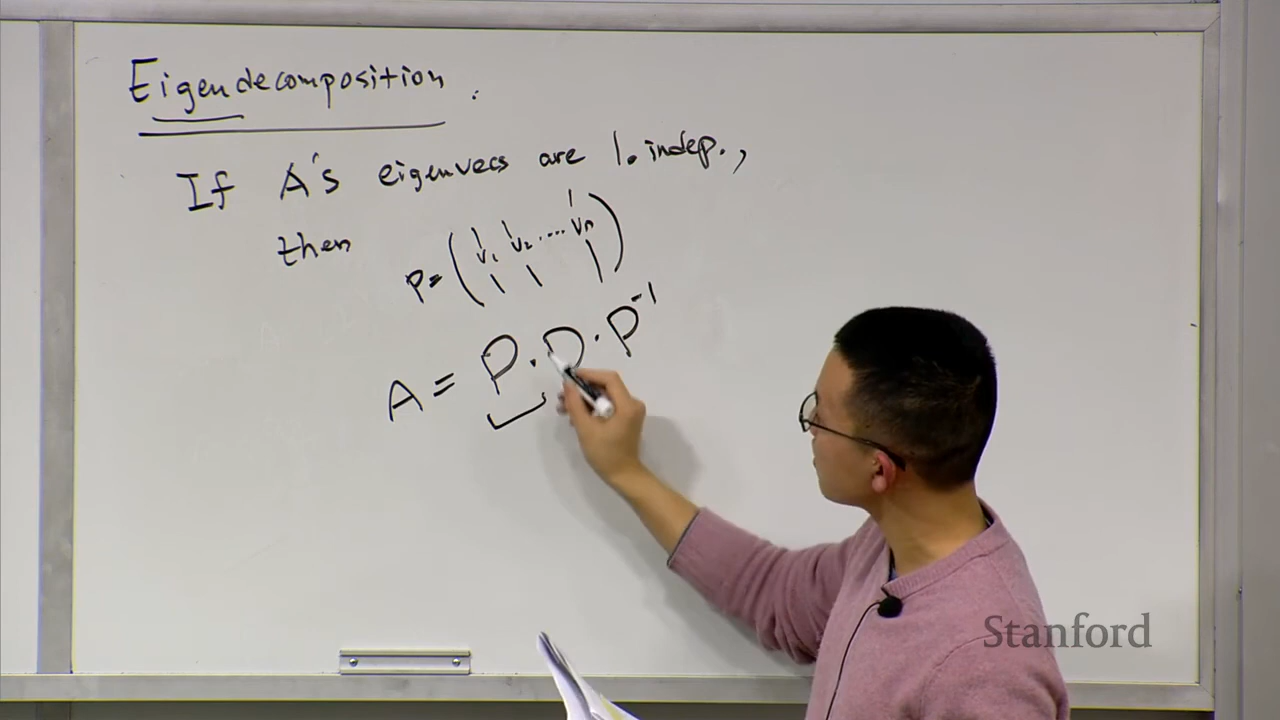 Eigendecomposition.
If A's eigenvecs are l. indep.,
then
P = ( v₁ v₂ .... vₙ )
A = P · D · P⁻¹
Stanford